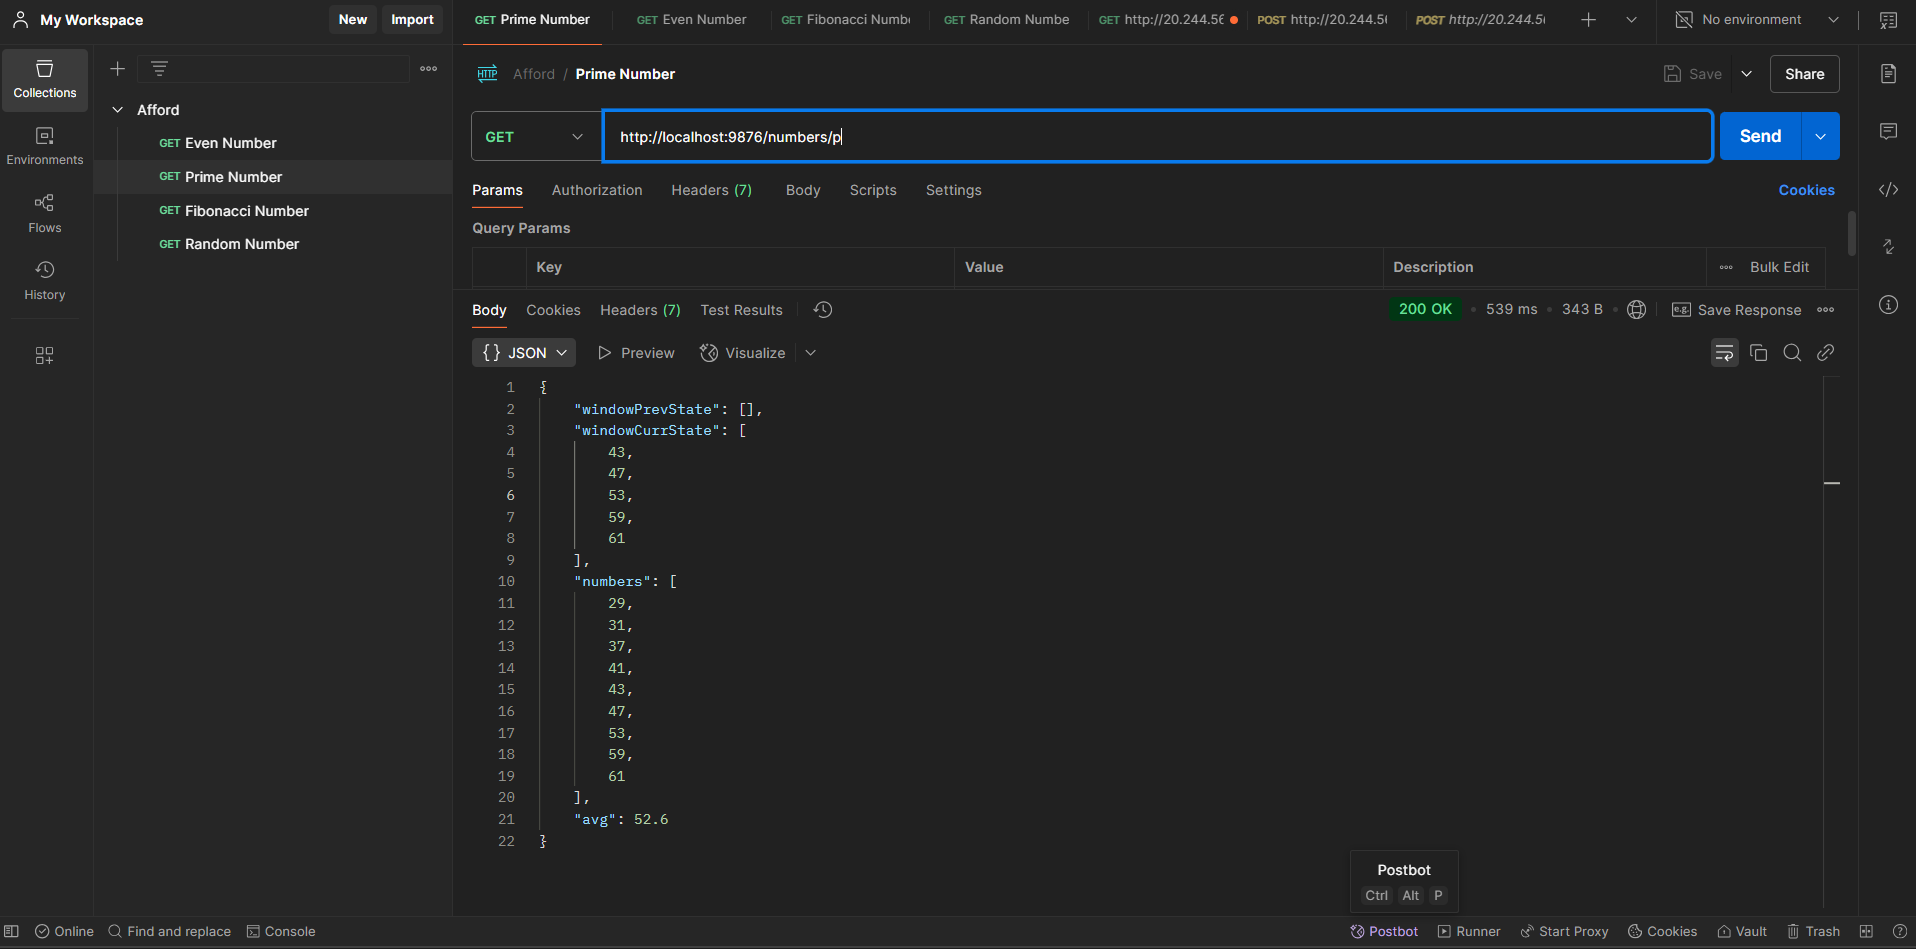 My Workspace
New
Import
GET Prime Number
GET Even Number
GET Fibonacci Numb
GET Random Numbe
GET http://20.244.56
POST http://20.244.5
POST http://20.244.5
No environment
Collections
Environments
Flows
History
Afford
GET Even Number
GET Prime Number
GET Fibonacci Number
GET Random Number
HTTP Afford / Prime Number
Save
Share
GET
http://localhost:9876/numbers/p
Send
Params Authorization Headers (7) Body Scripts Settings
Cookies
Query Params
Key Value Description Bulk Edit
Body Cookies Headers (7) Test Results
200 OK • 539 ms • 343 B
e.g. Save Response
{} JSON Preview Visualize
1 {
2 "windowPrevState": [],
3 "windowCurrState": [
4 43,
5 47,
6 53,
7 59,
8 61
9 ],
10 "numbers": [
11 29,
12 31,
13 37,
14 41,
15 43,
16 47,
17 53,
18 59,
19 61
20 ],
21 "avg": 52.6
22 }
Postbot
Ctrl Alt P
Online Find and replace Console
Postbot Runner Start Proxy Cookies Vault Trash